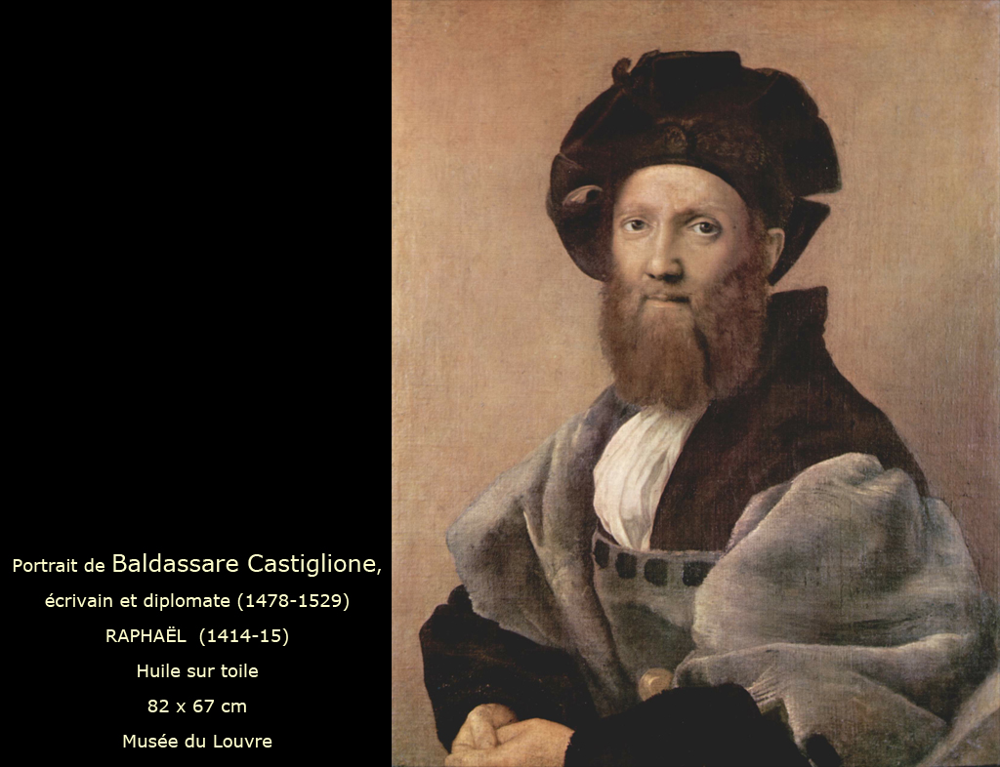 Portrait de Baldassare Castiglione,
écrivain et diplomate (1478-1529)
RAPHAËL (1414-15)
Huile sur toile
82 x 67 cm
Musée du Louvre